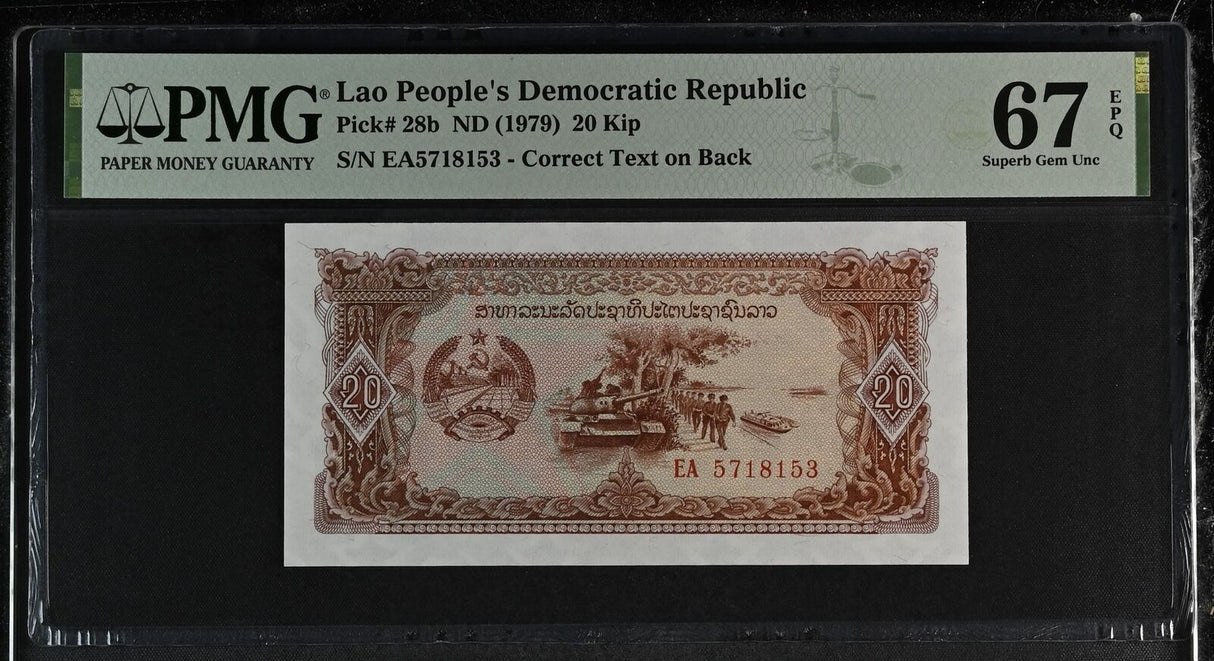 PMG®
PAPER MONEY GUARANTY
Lao People's Democratic Republic
Pick# 28b ND (1979) 20 Kip
S/N EA5718153 - Correct Text on Back
67
EPQ
Superb Gem Unc
ສາທາລະນະລັດປະຊາທິປະໄຕປະຊາຊົນລາວ
20
20
EA 5718153